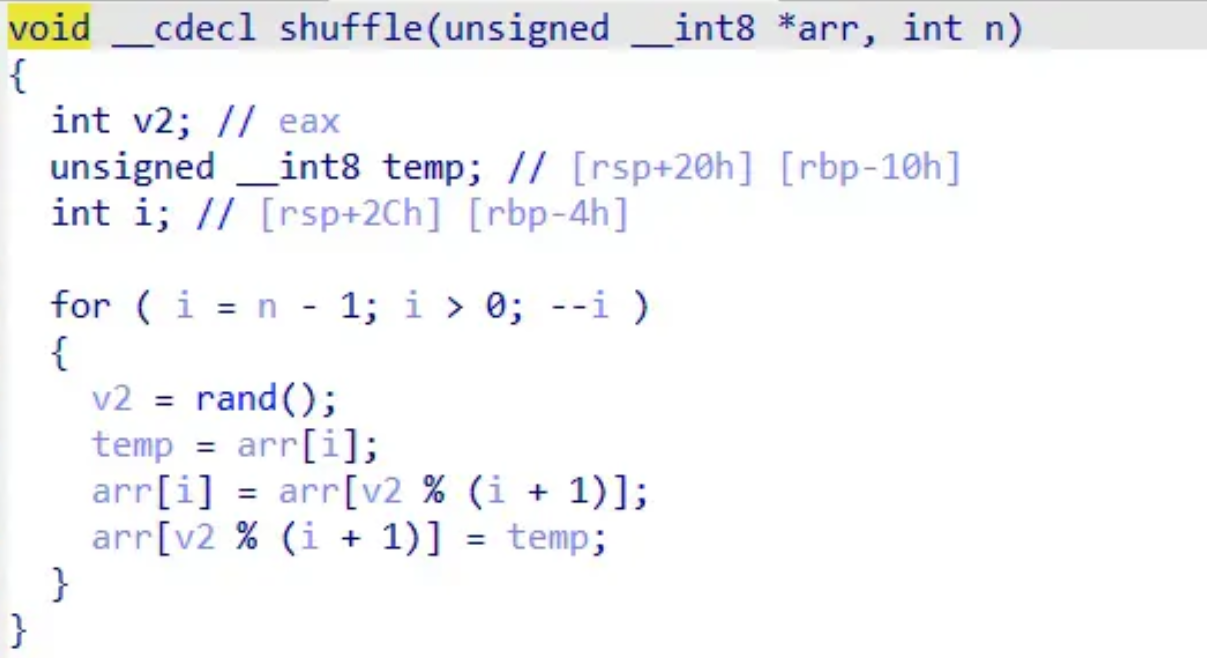 void __cdecl shuffle(unsigned __int8 *arr, int n)
{
  int v2; // eax
  unsigned __int8 temp; // [rsp+20h] [rbp-10h]
  int i; // [rsp+2Ch] [rbp-4h]

  for ( i = n - 1; i > 0; --i )
  {
    v2 = rand();
    temp = arr[i];
    arr[i] = arr[v2 % (i + 1)];
    arr[v2 % (i + 1)] = temp;
  }
}